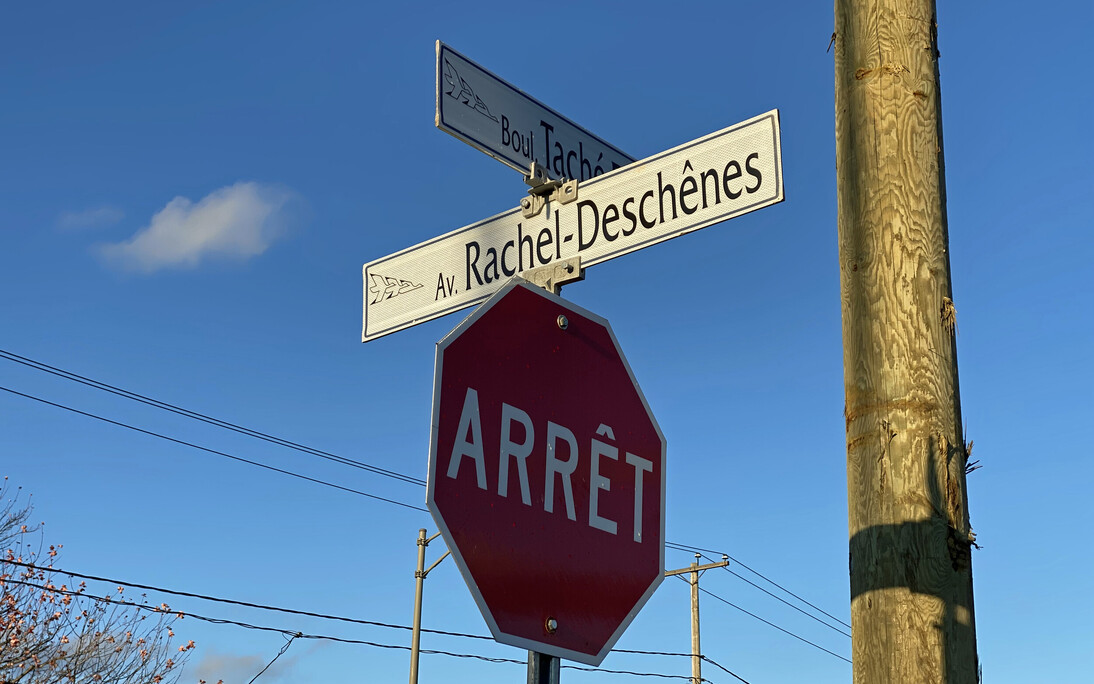 Boul. Taché
Av. Rachel-Deschênes
ARRÊT